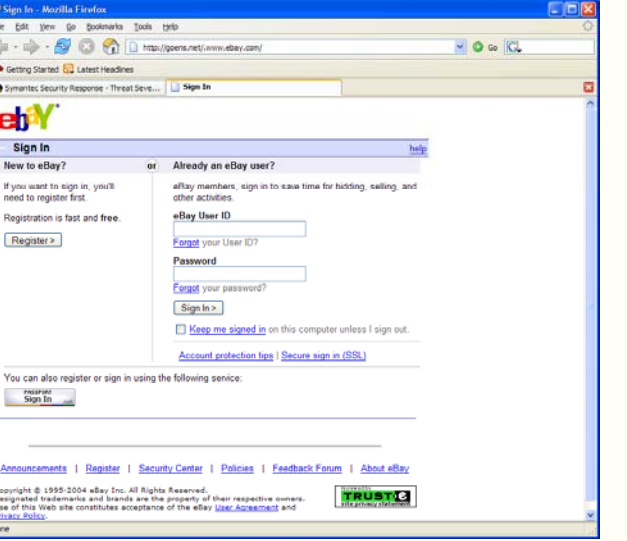 Sign In - Mozilla Firefox
Edit View Go Bookmarks Tools Help
http://goens.net/.www.ebay.com/
Go
Getting Started Latest Headlines
Symantec Security Response - Threat Seve... Sign In
ebY
Sign In help
New to eBay? or Already an eBay user?
If you want to sign in, you'll
need to register first.
Registration is fast and free.
Register >
eBay members, sign in to save time for bidding, selling, and
other activities.
eBay User ID
Forgot your User ID?
Password
Forgot your password?
Sign In >
Keep me signed in on this computer unless I sign out.
Account protection tips | Secure sign in (SSL)
You can also register or sign in using the following service:
Passport
Sign In .net
Announcements | Register | Security Center | Policies | Feedback Forum | About eBay
opyright © 1995-2004 eBay Inc. All Rights Reserved.
esignated trademarks and brands are the property of their respective owners.
se of this Web site constitutes acceptance of the eBay User Agreement and
rivacy Policy.
TRUSTe
site privacy statement
ne